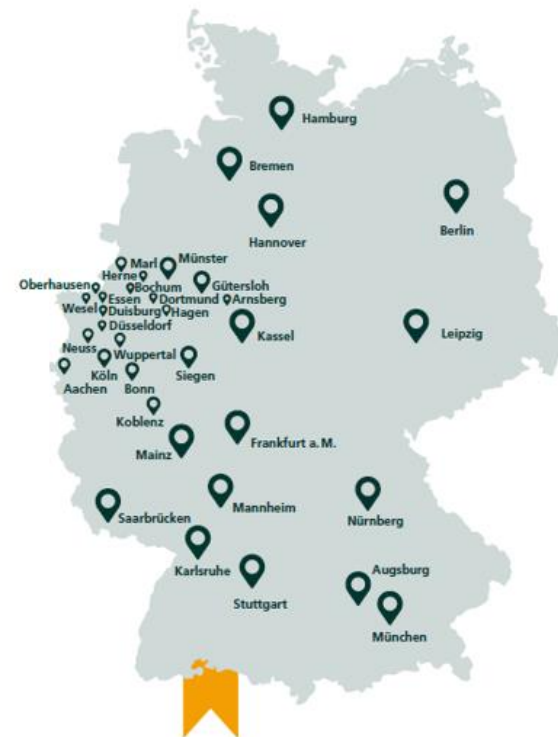 Hamburg
Bremen
Berlin
Hannover
Marl
Münster
Herne
Oberhausen
Bochum
Gütersloh
Essen
Dortmund
Arnsberg
Wesel
Duisburg
Hagen
Düsseldorf
Kassel
Leipzig
Neuss
Wuppertal
Köln
Siegen
Aachen
Bonn
Koblenz
Frankfurt a. M.
Mainz
Mannheim
Saarbrücken
Nürnberg
Karlsruhe
Augsburg
Stuttgart
München